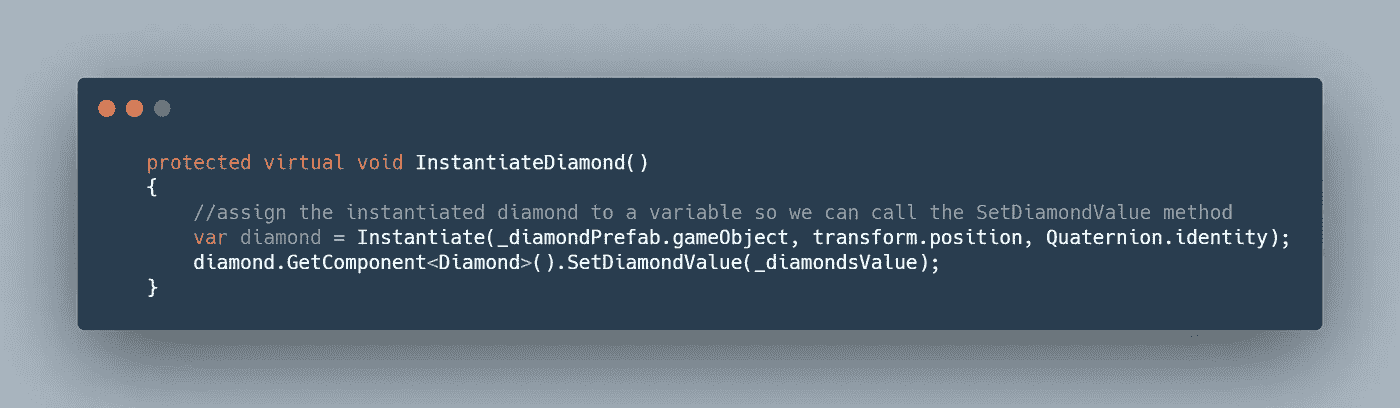 protected virtual void InstantiateDiamond()
{
//assign the instantiated diamond to a variable so we can call the SetDiamondValue method
var diamond = Instantiate(_diamondPrefab.gameObject, transform.position, Quaternion.identity);
diamond.GetComponent<Diamond>().SetDiamondValue(_diamondsValue);
}